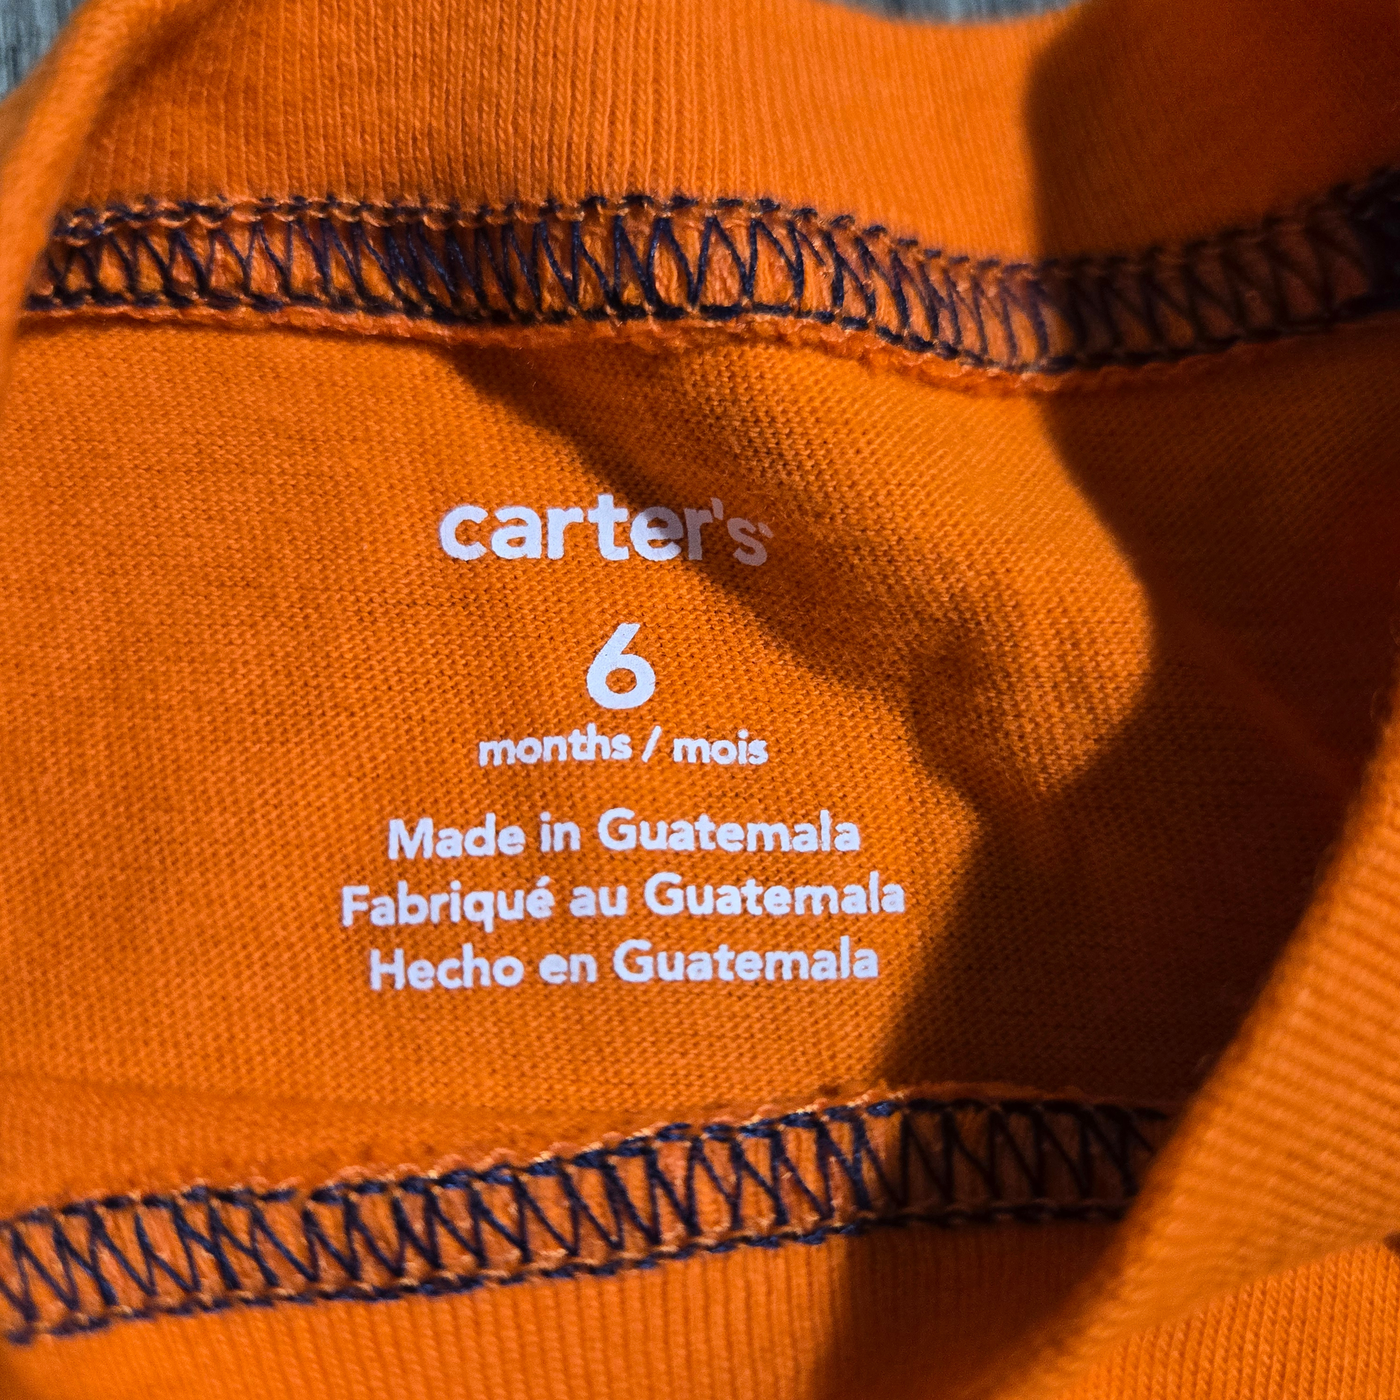 carter's
6
months / mois
Made in Guatemala
Fabriqué au Guatemala
Hecho en Guatemala